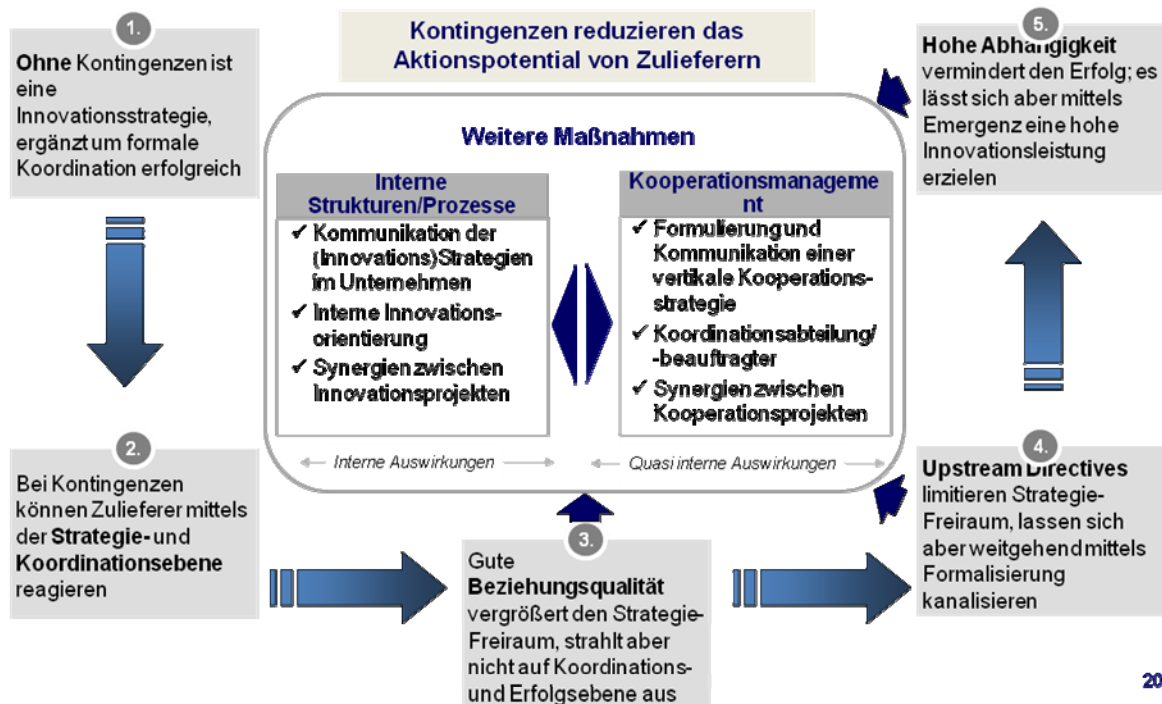 Kontingenzen reduzieren das
Aktionspotential von Zulieferern
1.
Ohne Kontingenzen ist
eine
Innovationsstrategie,
ergänzt um formale
Koordination erfolgreich
2.
Bei Kontingenzen
können Zulieferer mittels
der Strategie- und
Koordinationsebene
reagieren
Weitere Maßnahmen
Interne
Strukturen/Prozesse
✓ Kommunikation der
(Innovations)Strategien
im Unternehmen
✓ Interne Innovations-
orientierung
✓ Synergien zwischen
Innovationsprojekten
Interne Auswirkungen
Kooperationsmanageme
nt
✓ Formulierung und
Kommunikation einer
vertikale Kooperations-
strategie
✓ Koordinationsabteilung/
-beauftragter
✓ Synergien zwischen
Kooperationsprojekten
Quasi interne Auswirkungen
3.
Gute
Beziehungsqualität
vergrößert den Strategie-
Freiraum, strahlt aber
nicht auf Koordinations-
und Erfolgsebene aus
4.
Upstream Directives
limitieren Strategie-
Freiraum, lassen sich
aber weitgehend mittels
Formalisierung
kanalisieren
5.
Hohe Abhängigkeit
vermindert den Erfolg; es
lässt sich aber mittels
Emergenz eine hohe
Innovationsleistung
erzielen
20